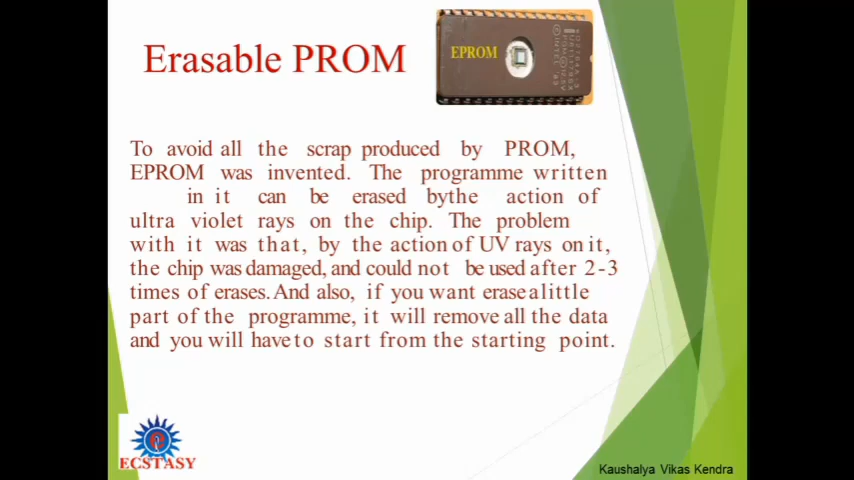 Erasable PROM
EPROM
To avoid all the scrap produced by PROM,
EPROM was invented. The programme written
in it can be erased bythe action of
ultra violet rays on the chip. The problem
with it was that, by the action of UV rays on it,
the chip was damaged, and could not be used after 2-3
times of erases. And also, if you want erase a little
part of the programme, it will remove all the data
and you will have to start from the starting point.
ECSTASY
Kaushalya Vikas Kendra